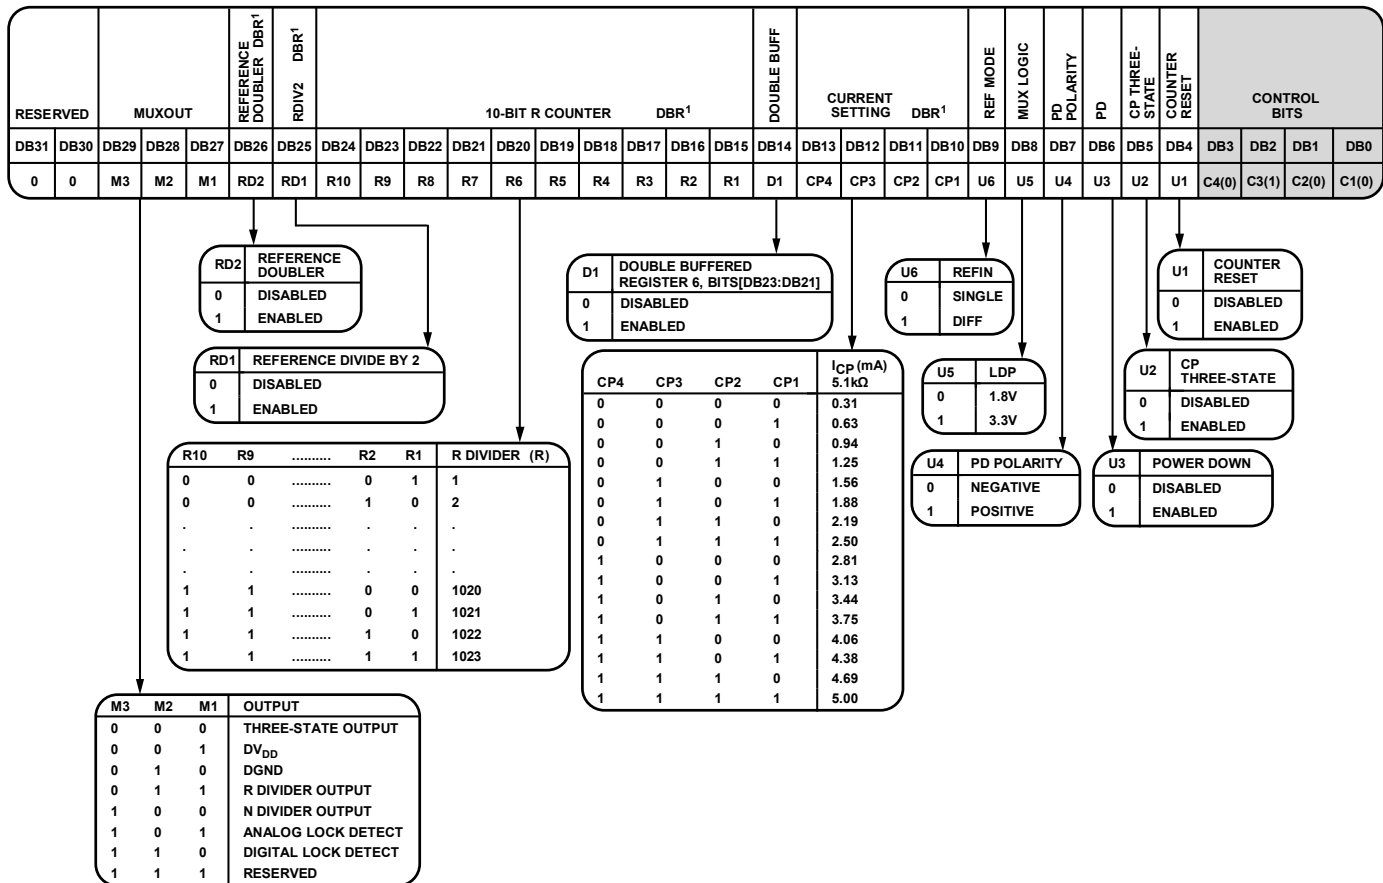 RESERVED MUXOUT REFERENCE DOUBLER DBR1 RDIV2 DBR1 10-BIT R COUNTER DBR1 DOUBLE BUFF CURRENT SETTING DBR1 REF MODE MUX LOGIC PD POLARITY PD CP THREE-STATE COUNTER RESET CONTROL BITS
DB31 DB30 DB29 DB28 DB27 DB26 DB25 DB24 DB23 DB22 DB21 DB20 DB19 DB18 DB17 DB16 DB15 DB14 DB13 DB12 DB11 DB10 DB9 DB8 DB7 DB6 DB5 DB4 DB3 DB2 DB1 DB0
0 0 M3 M2 M1 RD2 RD1 R10 R9 R8 R7 R6 R5 R4 R3 R2 R1 D1 CP4 CP3 CP2 CP1 U6 U5 U4 U3 U2 U1 C4(0) C3(1) C2(0) C1(0)
RD2 REFERENCE DOUBLER
0 DISABLED
1 ENABLED
RD1 REFERENCE DIVIDE BY 2
0 DISABLED
1 ENABLED
R10 R9 .......... R2 R1 R DIVIDER (R)
0 0 .......... 0 1 1
0 0 .......... 1 0 2
. . .......... . . .
. . .......... . . .
. . .......... . . .
1 1 .......... 0 0 1020
1 1 .......... 0 1 1021
1 1 .......... 1 0 1022
1 1 .......... 1 1 1023
M3 M2 M1 OUTPUT
0 0 0 THREE-STATE OUTPUT
0 0 1 DVDD
0 1 0 DGND
0 1 1 R DIVIDER OUTPUT
1 0 0 N DIVIDER OUTPUT
1 0 1 ANALOG LOCK DETECT
1 1 0 DIGITAL LOCK DETECT
1 1 1 RESERVED
D1 DOUBLE BUFFERED
REGISTER 6, BITS[DB23:DB21]
0 DISABLED
1 ENABLED
CP4 CP3 CP2 CP1 ICP (mA) 5.1kΩ
0 0 0 0 0.31
0 0 0 1 0.63
0 0 1 0 0.94
0 0 1 1 1.25
0 1 0 0 1.56
0 1 0 1 1.88
0 1 1 0 2.19
0 1 1 1 2.50
1 0 0 0 2.81
1 0 0 1 3.13
1 0 1 0 3.44
1 0 1 1 3.75
1 1 0 0 4.06
1 1 0 1 4.38
1 1 1 0 4.69
1 1 1 1 5.00
U6 REFIN
0 SINGLE
1 DIFF
U5 LDP
0 1.8V
1 3.3V
U4 PD POLARITY
0 NEGATIVE
1 POSITIVE
U1 COUNTER RESET
0 DISABLED
1 ENABLED
U2 CP THREE-STATE
0 DISABLED
1 ENABLED
U3 POWER DOWN
0 DISABLED
1 ENABLED